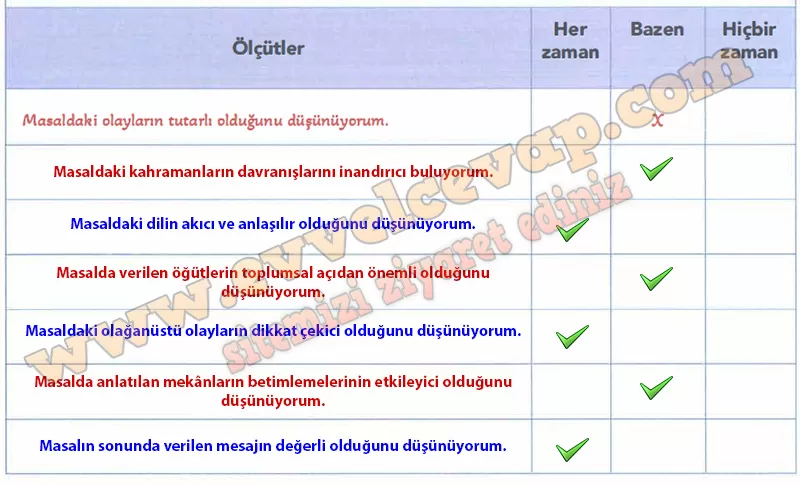 Ölçütler
Her zaman
Bazen
Hiçbir zaman
Masaldaki olayların tutarlı olduğunu düşünüyorum.
x
Masaldaki kahramanların davranışlarını inandırıcı buluyorum.
Masaldaki dilin akıcı ve anlaşılır olduğunu düşünüyorum.
Masalda verilen öğütlerin toplumsal açıdan önemli olduğunu
düşünüyorum.
Masaldaki olağanüstü olayların dikkat çekici olduğunu düşünüyorum.
Masalda anlatılan mekânların betimlemelerinin etkileyici olduğunu
düşünüyorum.
Masalın sonunda verilen mesajın değerli olduğunu düşünüyorum.
www.evvelcevap.com
sitemizi ziyaret ediniz